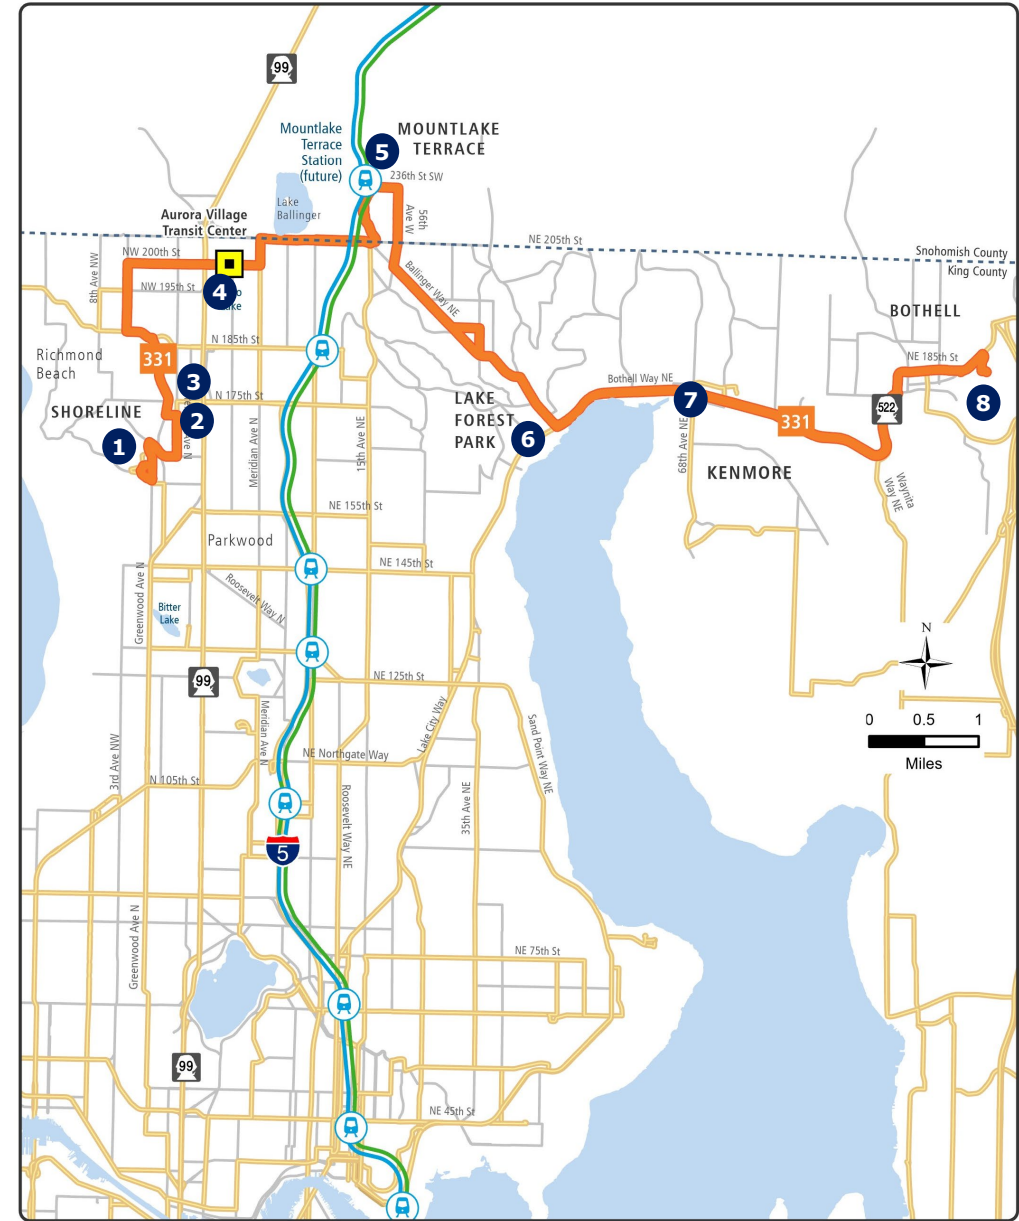 99
Mountlake
Terrace
Station
(future)
5
MOUNTLAKE
TERRACE
236th St SW
Lake
Ballinger
56th
Ave W
Aurora Village
Transit Center
NE 205th St
Snohomish County
King County
NW 200th St
8th Ave NW
NW 195th St
4
ake
Ballinger Way NE
BOTHELL
N 185th St
331
Richmond
Beach
NE 185th St
3
N 175th St
Bothell Way NE
7
8
SHORELINE
2
LAKE
FOREST
PARK
331
522
1
6
Ave N
Meridian Ave N
15th Ave NE
68th Ave NE
KENMORE
Waynita
Way NE
NE 155th St
Parkwood
NE 145th St
Greenwood Ave N
Roosevelt Way N
Bitter
Lake
N
99
NE 125th St
0 0.5 1
Miles
Meridian Ave N
Lake City Way
Sand Point Way NE
3rd Ave NW
NE Northgate Way
N 105th St
Roosevelt Way NE
35th Ave NE
5
Greenwood Ave N
NE 75th St
99
NE 45th St